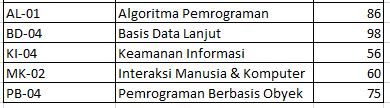 AL-01 Algoritma Pemrograman 86
BD-04 Basis Data Lanjut 98
KI-04 Keamanan Informasi 56
MK-02 Interaksi Manusia & Komputer 60
PB-04 Pemrograman Berbasis Obyek 75